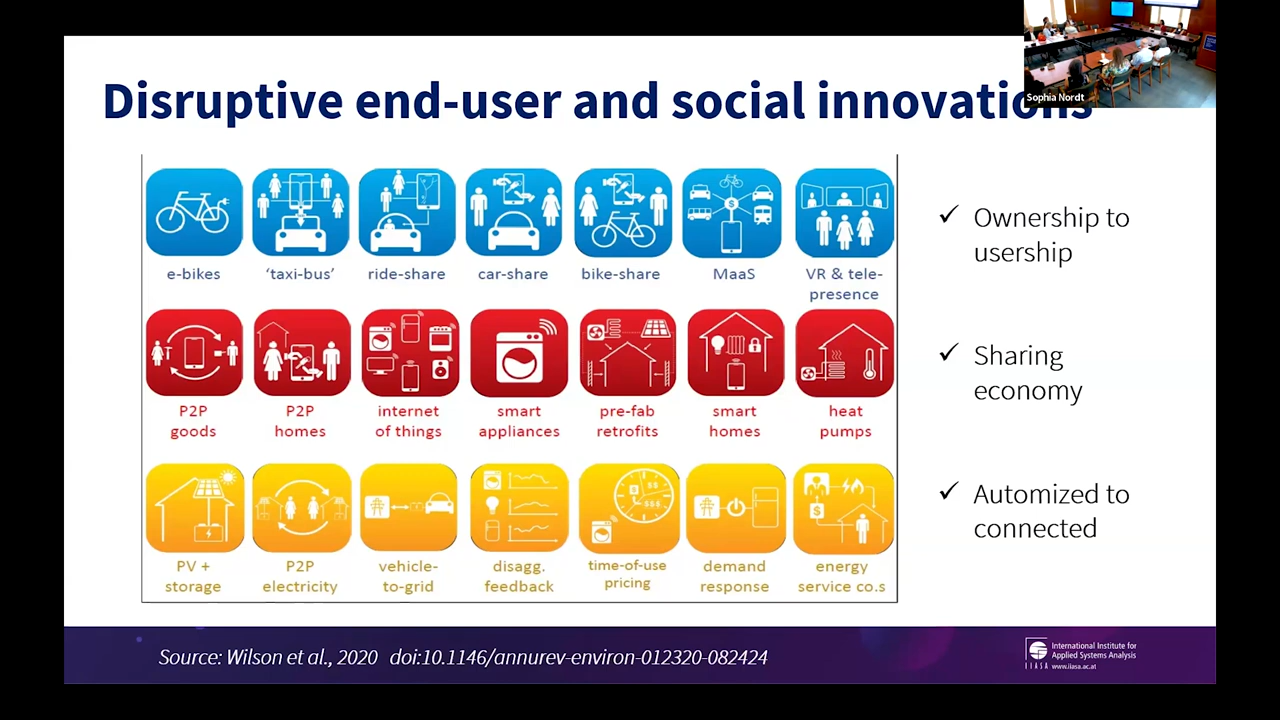 Disruptive end-user and social innovations
Sophia Nordt
e-bikes
'taxi-bus'
ride-share
car-share
bike-share
MaaS
VR & tele-
presence
P2P
goods
P2P
homes
internet
of things
smart
appliances
pre-fab
retrofits
smart
homes
heat
pumps
PV +
storage
P2P
electricity
vehicle-
to-grid
disagg.
feedback
time-of-use
pricing
demand
response
energy
service co.s
✓ Ownership to
usership
✓ Sharing
economy
✓ Automized to
connected
Source: Wilson et al., 2020 doi:10.1146/annurev-environ-012320-082424
IIASA
International Institute for
Applied Systems Analysis
www.iiasa.ac.at